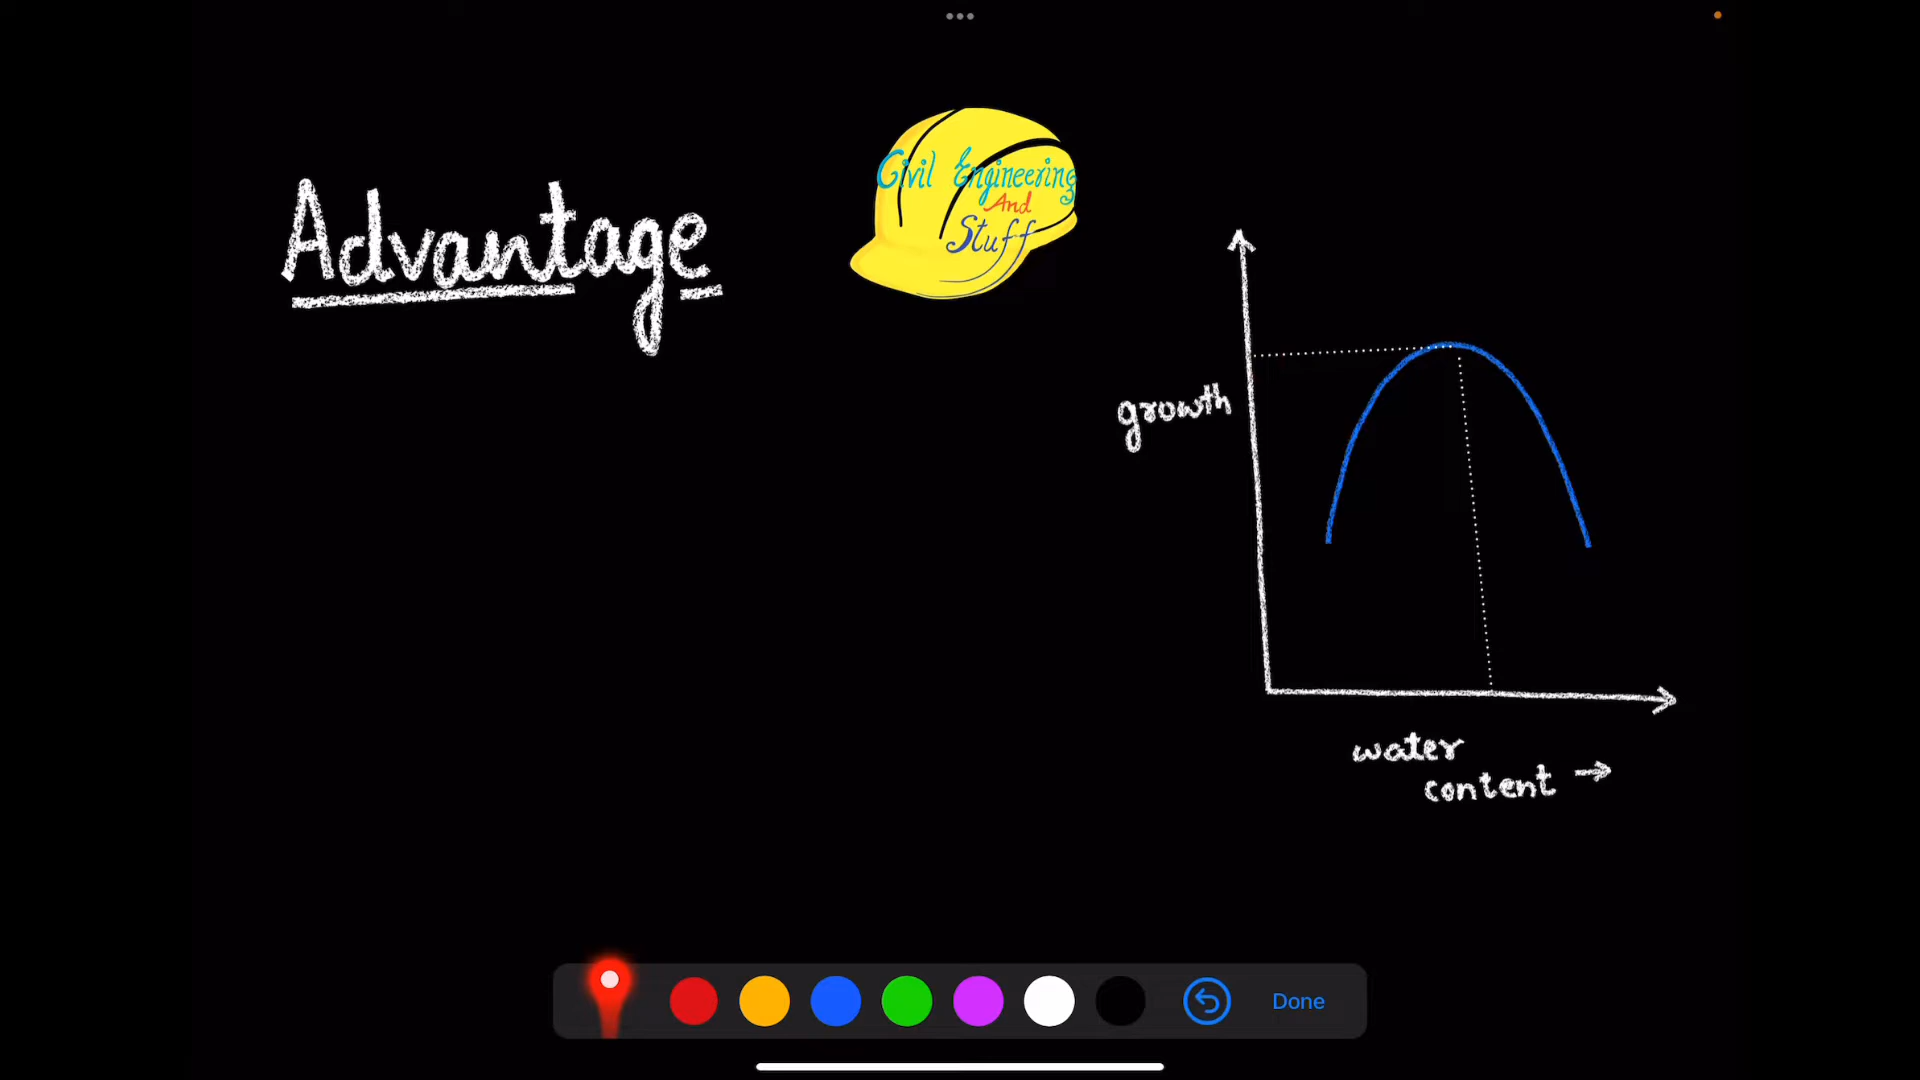 Advantage
Civil Engineering
And
Stuff
growth
water
content →
Done